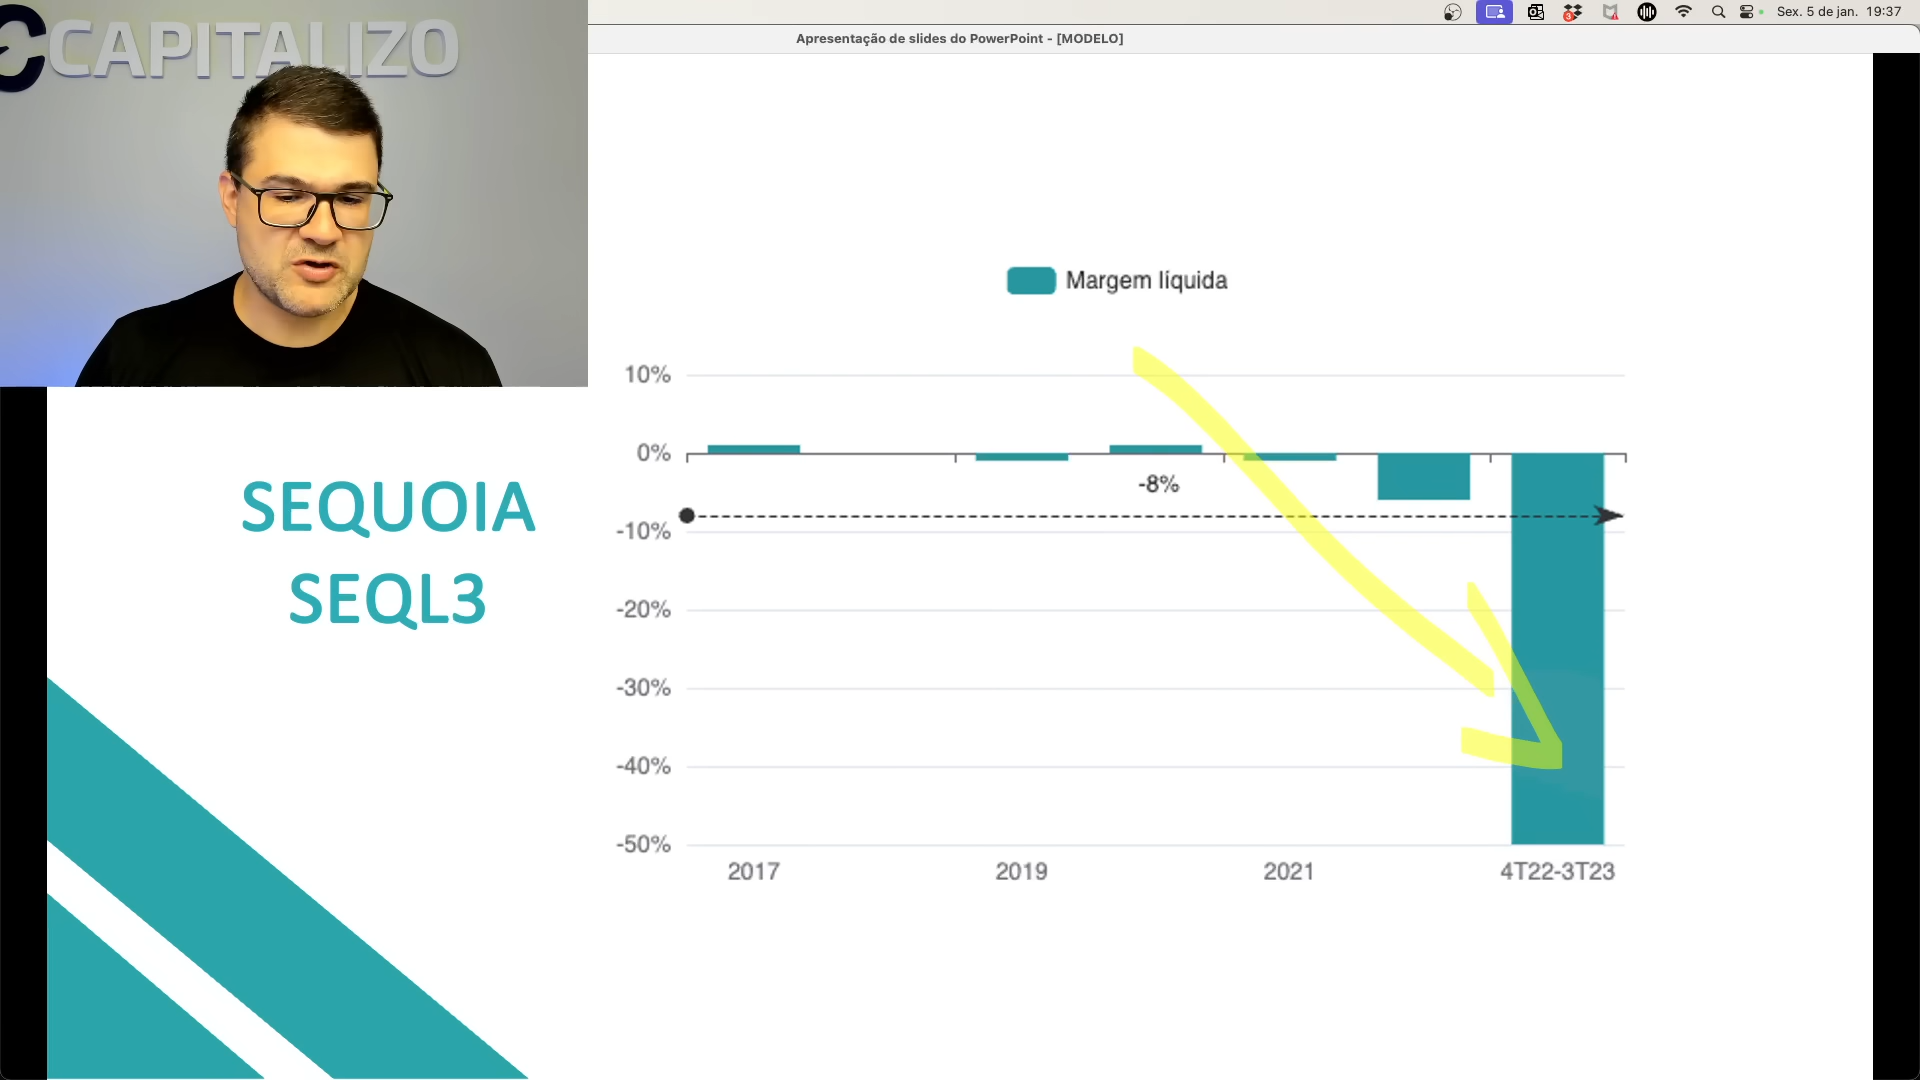 CAPITALIZO
Sex. 5 de jan. 19:37
Apresentação de slides do PowerPoint - [MODELO]
SEQUOIA
SEQL3
Margem líquida
10%
0%
-8%
-10%
-20%
-30%
-40%
-50%
2017
2019
2021
4T22-3T23